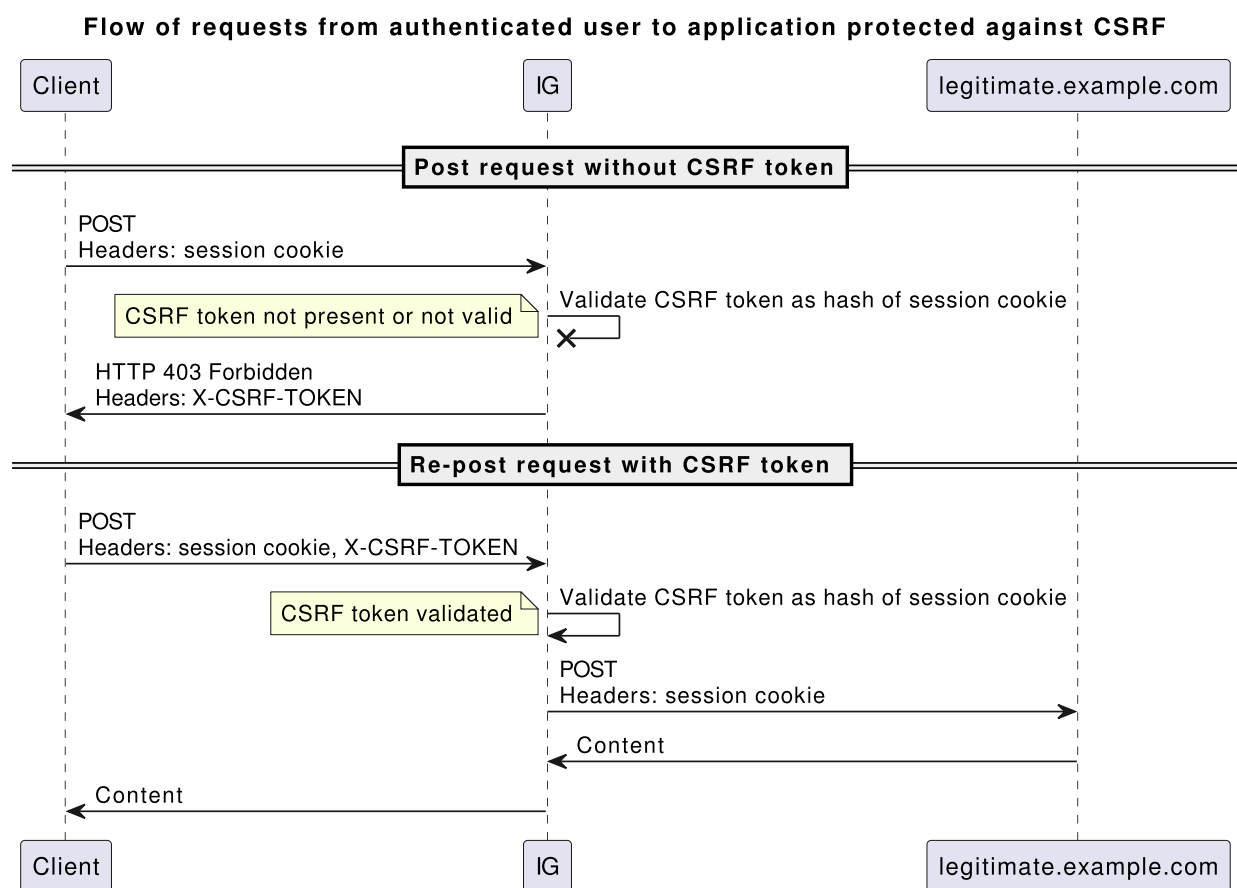 Flow of requests from authenticated user to application protected against CSRF
Client
IG
legitimate.example.com
Post request without CSRF token
POST
Headers: session cookie
Validate CSRF token as hash of session cookie
CSRF token not present or not valid
HTTP 403 Forbidden
Headers: X-CSRF-TOKEN
Re-post request with CSRF token
POST
Headers: session cookie, X-CSRF-TOKEN
Validate CSRF token as hash of session cookie
CSRF token validated
POST
Headers: session cookie
Content
Content
Client
IG
legitimate.example.com